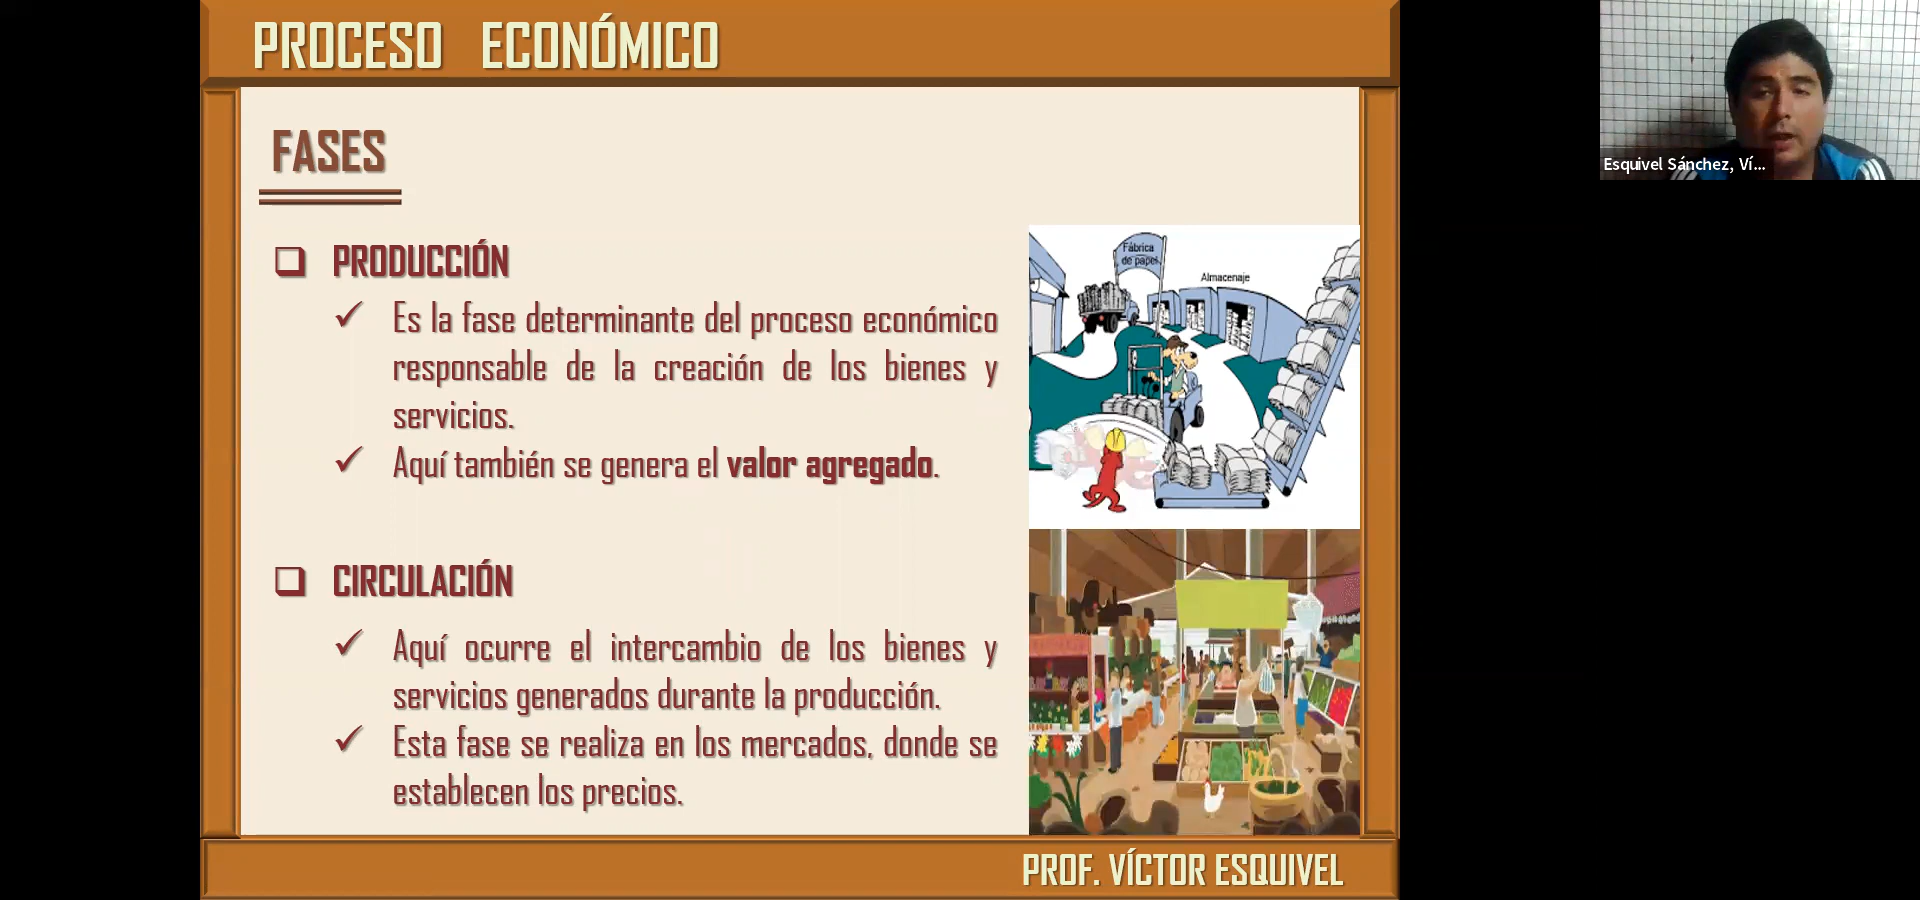 PROCESO ECONÓMICO
FASES
PRODUCCIÓN
Es la fase determinante del proceso económico
responsable de la creación de los bienes y
servicios.
Aquí también se genera el valor agregado.
CIRCULACIÓN
Aquí ocurre el intercambio de los bienes y
servicios generados durante la producción.
Esta fase se realiza en los mercados, donde se
establecen los precios.
Fábrica
de papel
Almacenaje
PROF. VÍCTOR ESQUIVEL
Esquivel Sánchez, Ví...